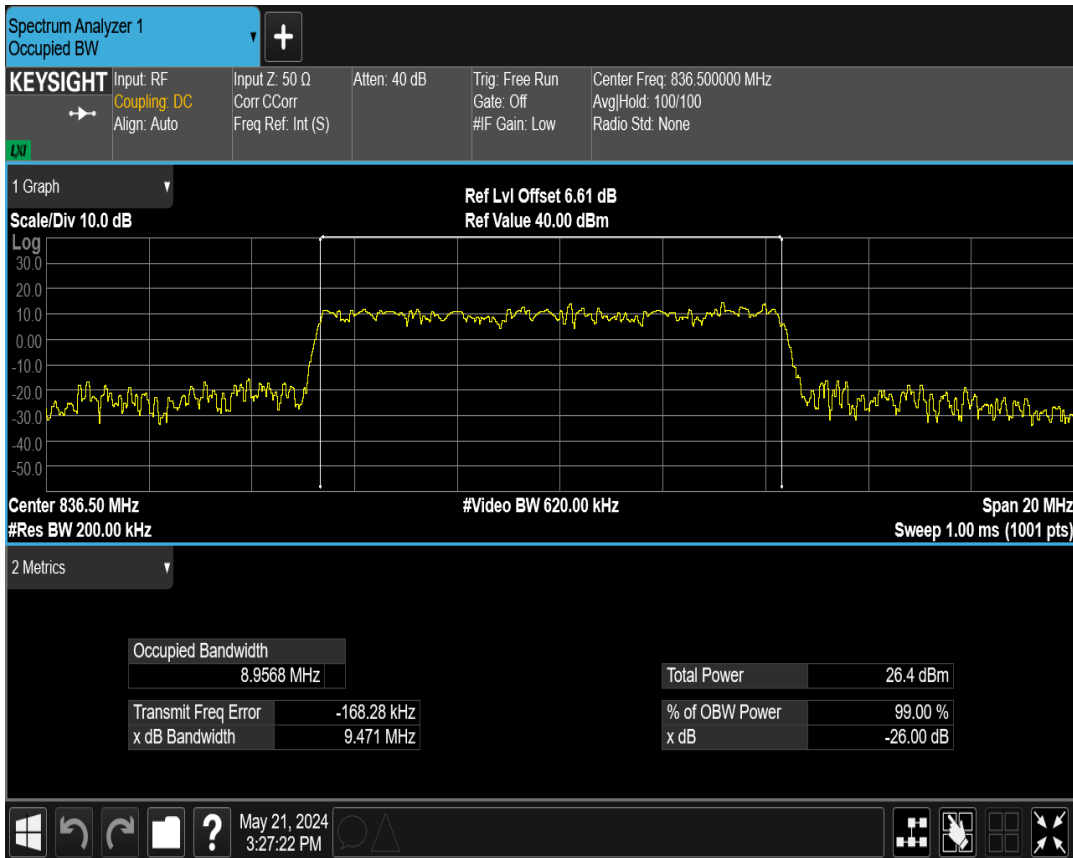 Spectrum Analyzer 1
Occupied BW
+
KEYSIGHT
LXI
Input: RF
Coupling: DC
Align: Auto
Input Z: 50 Ω
Corr CCorr
Freq Ref: Int (S)
Atten: 40 dB
Trig: Free Run
Gate: Off
#IF Gain: Low
Center Freq: 836.500000 MHz
Avg|Hold: 100/100
Radio Std: None
1 Graph
Scale/Div 10.0 dB
Ref Lvl Offset 6.61 dB
Ref Value 40.00 dBm
Log
30.0
20.0
10.0
0.00
-10.0
-20.0
-30.0
-40.0
-50.0
Center 836.50 MHz
#Res BW 200.00 kHz
#Video BW 620.00 kHz
Span 20 MHz
Sweep 1.00 ms (1001 pts)
2 Metrics
Occupied Bandwidth
8.9568 MHz
Total Power 26.4 dBm
Transmit Freq Error -168.28 kHz
% of OBW Power 99.00 %
x dB Bandwidth 9.471 MHz
x dB -26.00 dB
?
May 21, 2024
3:27:22 PM